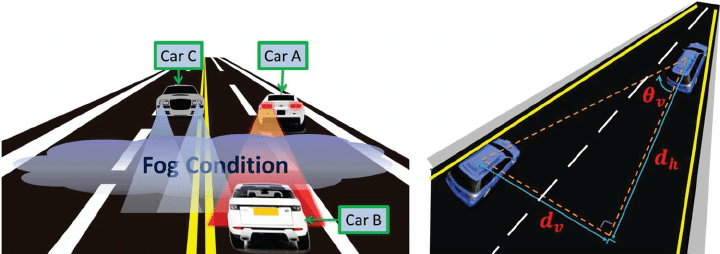 Car C
Car A
Fog Condition
Car B
θv
dh
dv